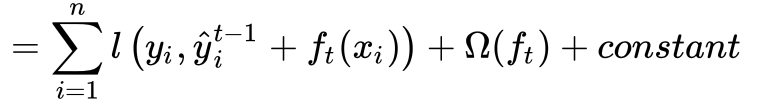 = \sum_{i=1}^{n} l\left(y_i, \hat{y}_i^{t-1} + f_t(x_i)\right) + \Omega(f_t) + constant